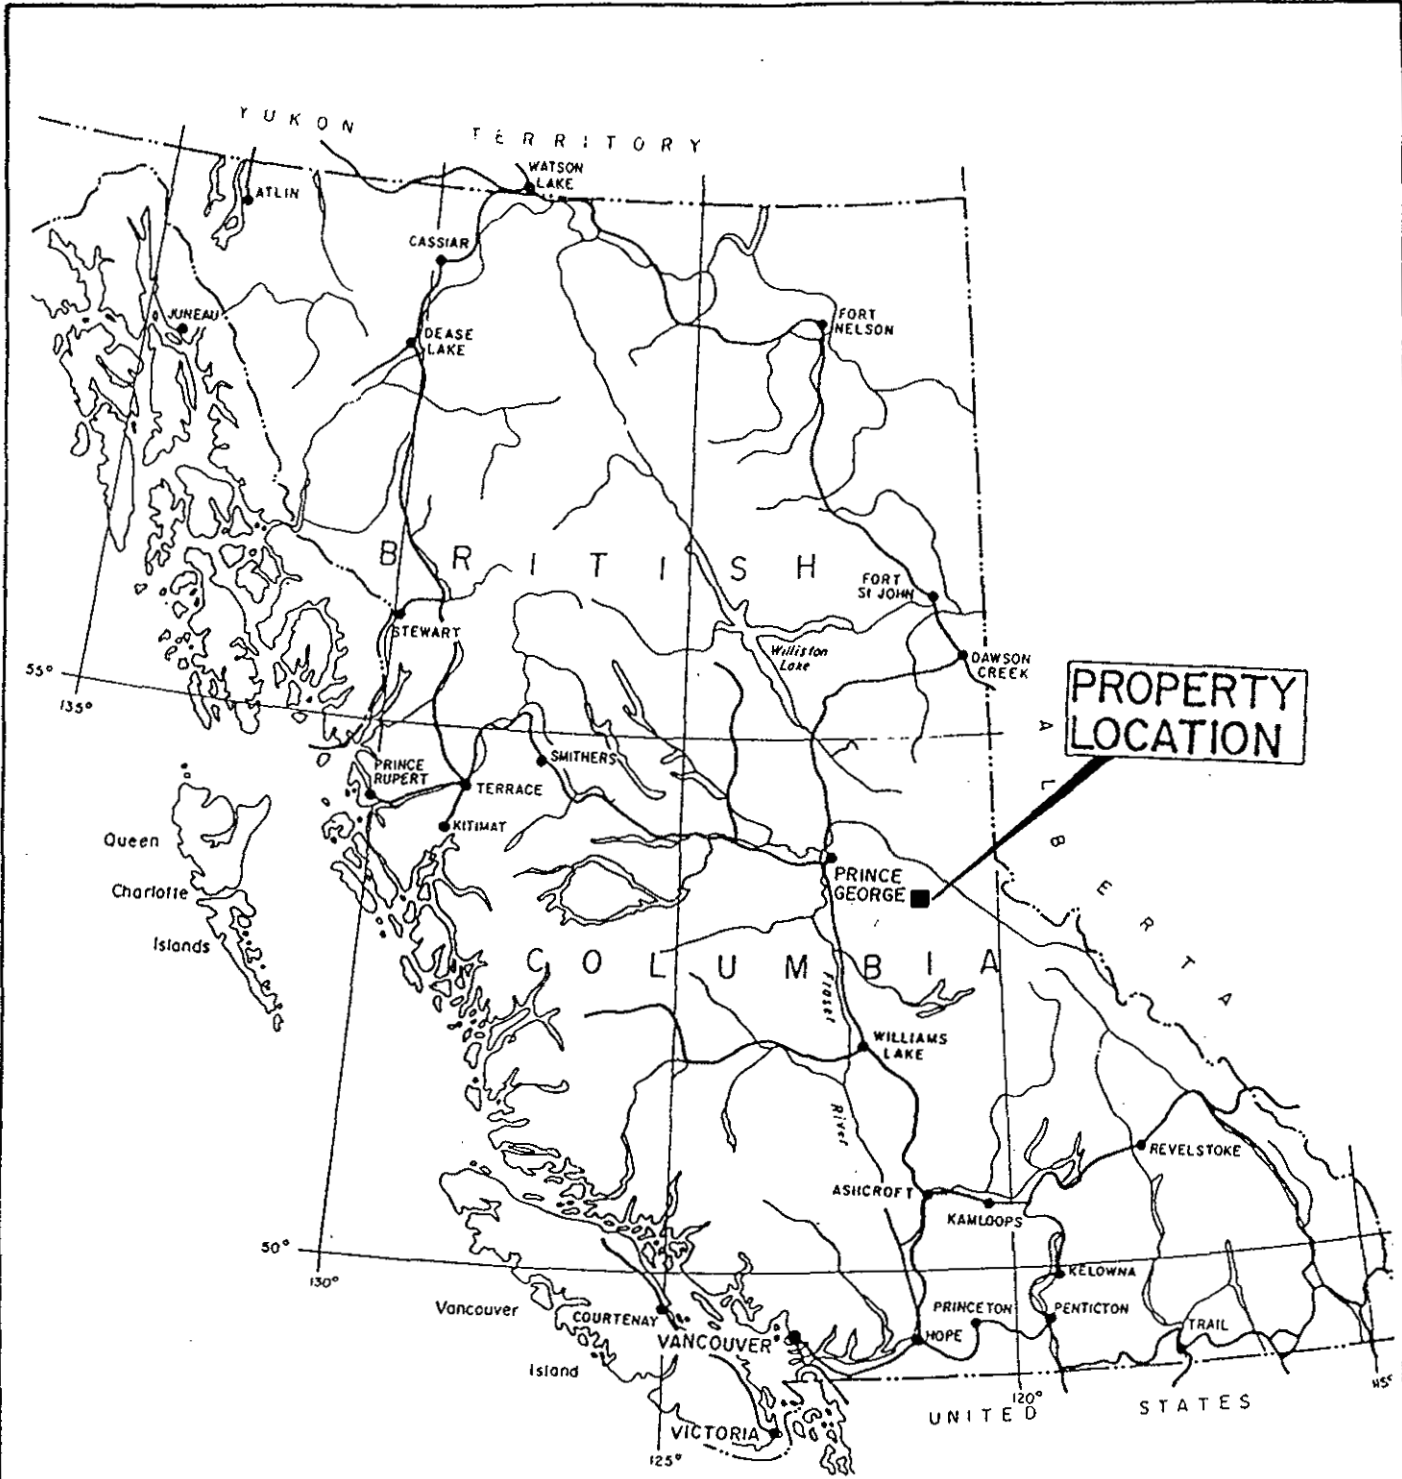 YUKON TERRITORY
WATSON
LAKE
ATLIN
CASSIAR
JUNEAU
DEASE
LAKE
FORT
NELSON
BRITISH
FORT
St JOHN
STEWART
Williston
Lake
DAWSON
CREEK
55°
135°
PROPERTY
LOCATION
ALBERTA
PRINCE
RUPERT
SMITHERS
TERRACE
KITIMAT
Queen
Charlotte
Islands
PRINCE
GEORGE
COLUMBIA
Fraser
River
WILLIAMS
LAKE
REVELSTOKE
ASHCROFT
KAMLOOPS
50°
130°
KELOWNA
Vancouver
Island
COURTENAY
PRINCETON
PENTICTON
VANCOUVER
HOPE
TRAIL
120°
115°
UNITED STATES
VICTORIA
125°